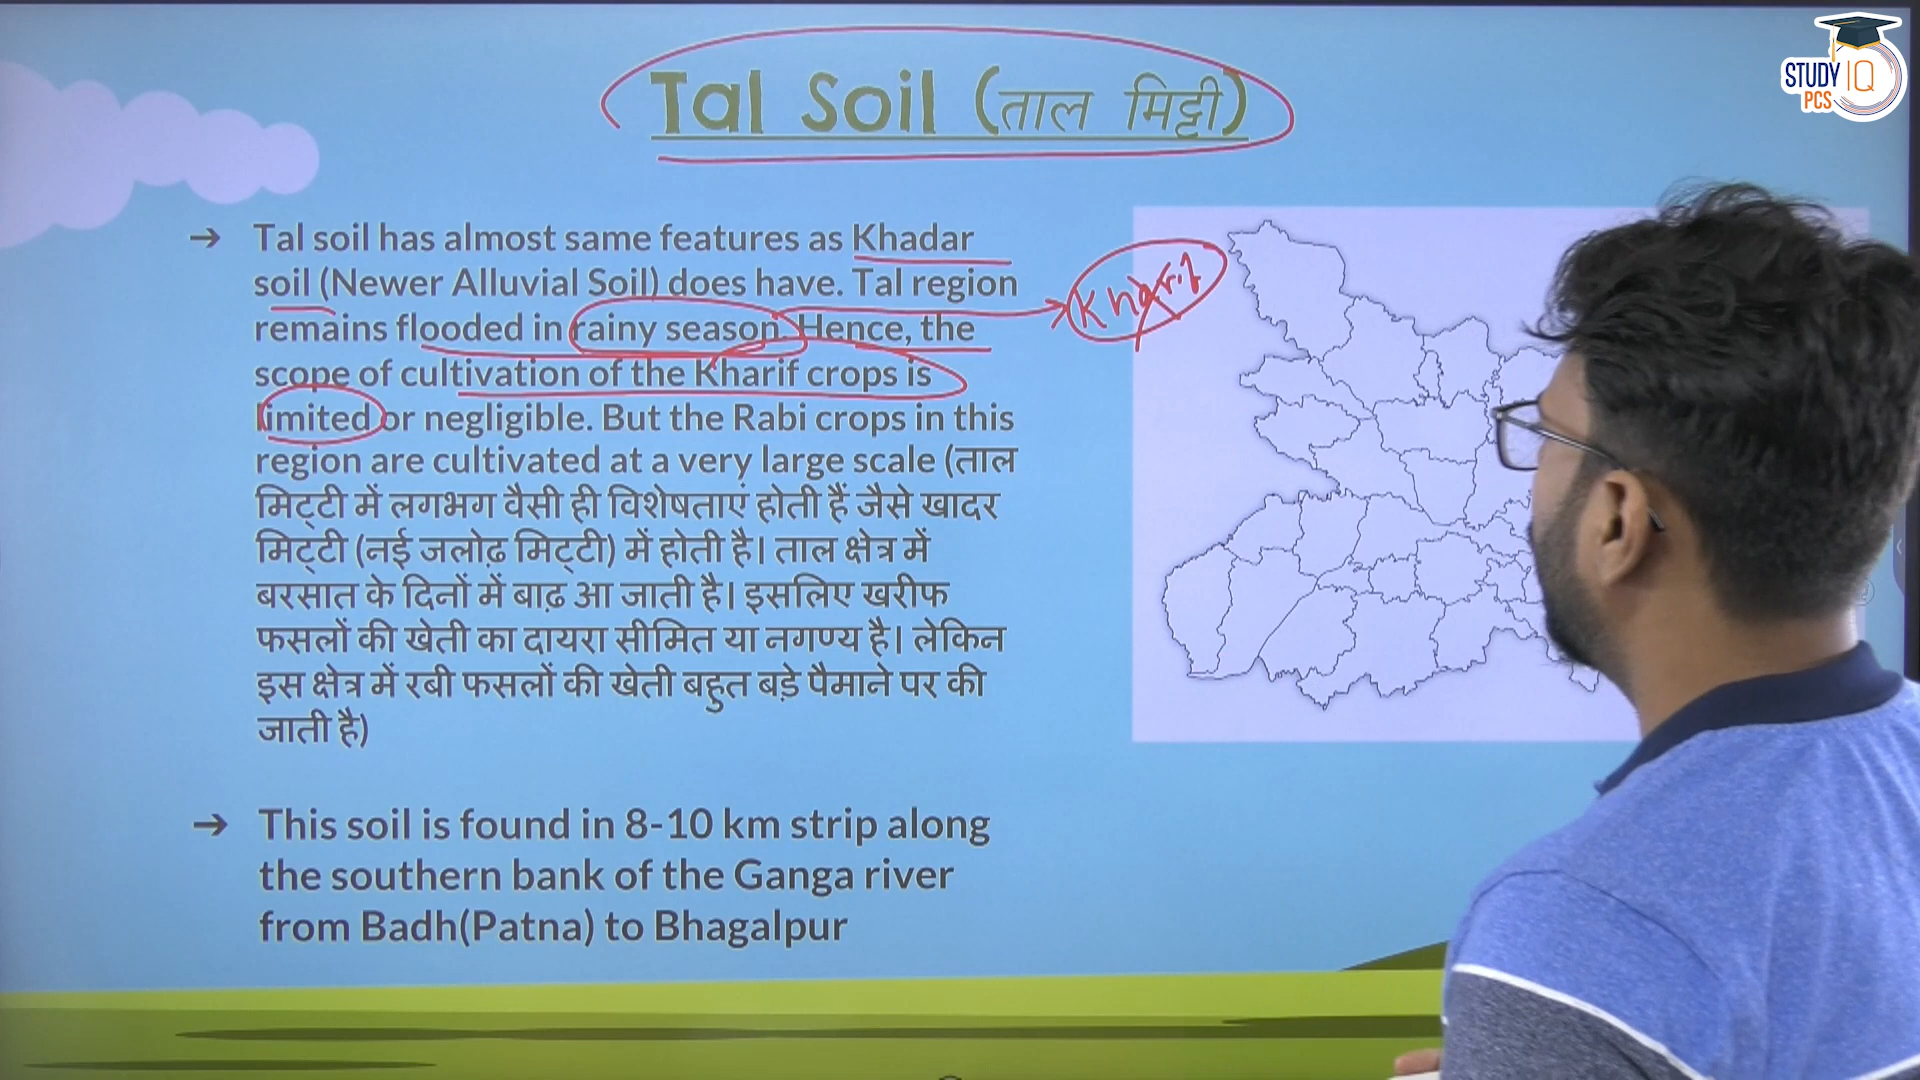 Tal Soil (ताल मिट्टी)
STUDY IQ
PCS
→ Tal soil has almost same features as Khadar
soil (Newer Alluvial Soil) does have. Tal region
remains flooded in rainy season. Hence, the
scope of cultivation of the Kharif crops is
limited or negligible. But the Rabi crops in this
region are cultivated at a very large scale (ताल
मिट्टी में लगभग वैसी ही विशेषताएं होती हैं जैसे खादर
मिट्टी (नई जलोढ़ मिट्टी) में होती है। ताल क्षेत्र में
बरसात के दिनों में बाढ़ आ जाती है। इसलिए खरीफ
फसलों की खेती का दायरा सीमित या नगण्य है। लेकिन
इस क्षेत्र में रबी फसलों की खेती बहुत बड़े पैमाने पर की
जाती है)
Kharif
→ This soil is found in 8-10 km strip along
the southern bank of the Ganga river
from Badh(Patna) to Bhagalpur